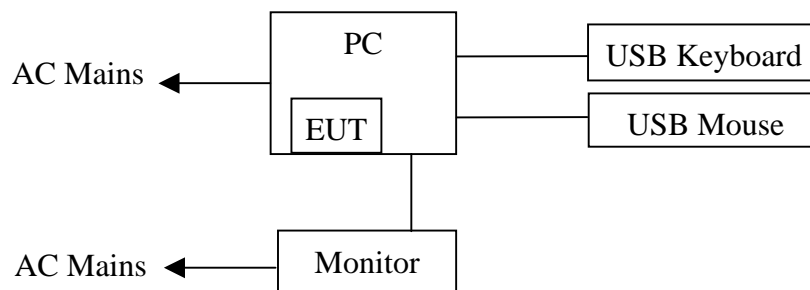 PC
USB Keyboard
AC Mains
EUT
USB Mouse
AC Mains
Monitor